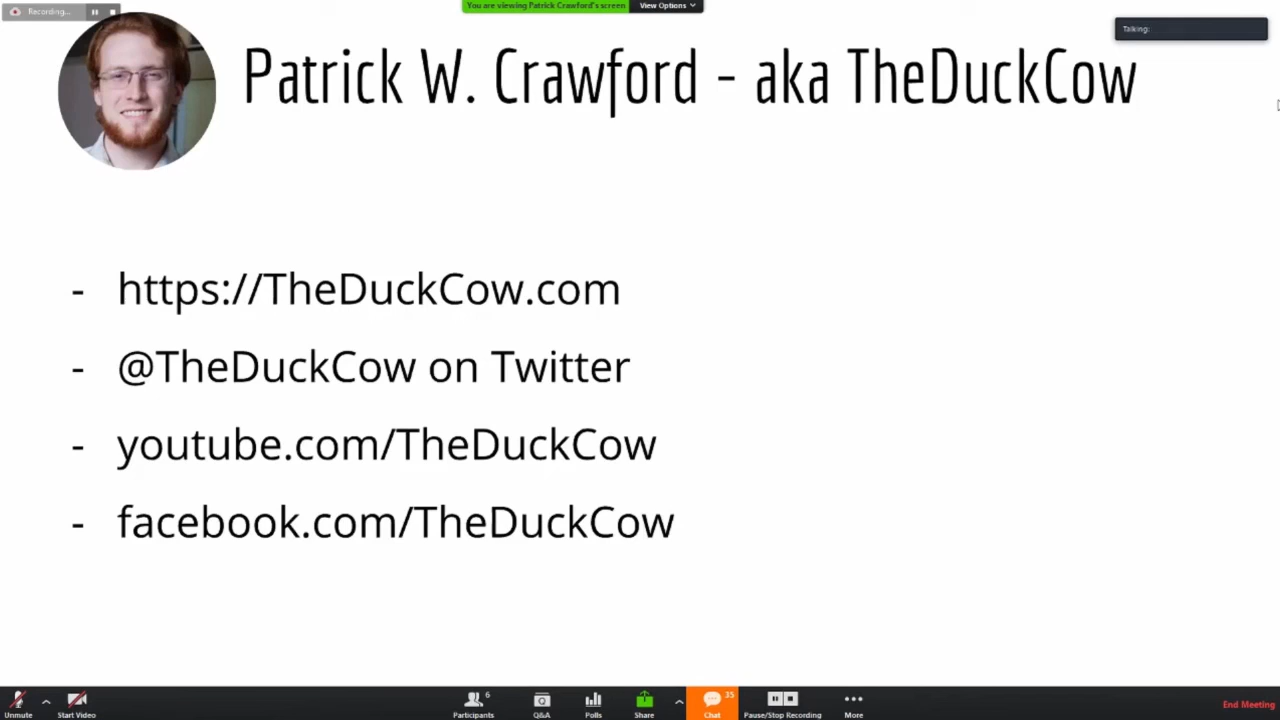 Recording...
You are viewing Patrick Crawford's screen
View Options
Talking:
Patrick W. Crawford - aka TheDuckCow
- https://TheDuckCow.com
- @TheDuckCow on Twitter
- youtube.com/TheDuckCow
- facebook.com/TheDuckCow
Unmute
Start Video
6
Participants
Q&A
Polls
Share
35
Chat
Pause/Stop Recording
More
End Meeting